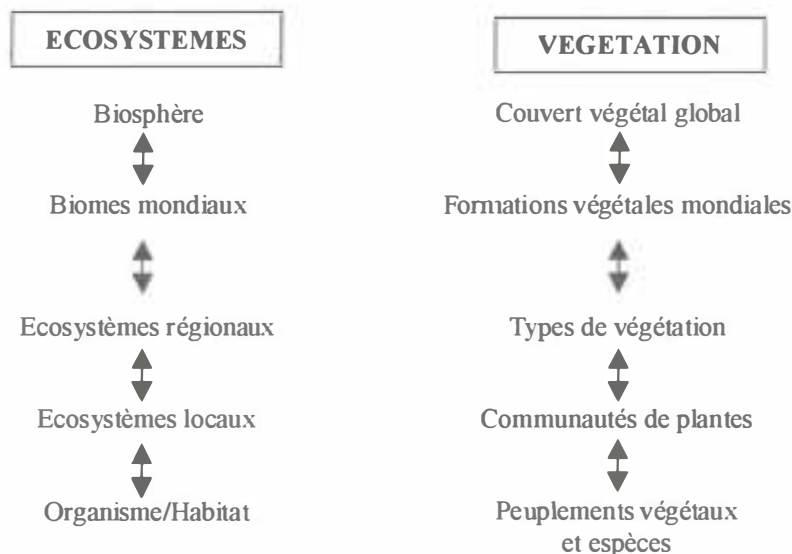 ECOSYSTEMES
Biosphère
Biomes mondiaux
Ecosystèmes régionaux
Ecosystèmes locaux
Organisme/Habitat
VEGETATION
Couvert végétal global
Formations végétales mondiales
Types de végétation
Communautés de plantes
Peuplements végétaux
et espèces